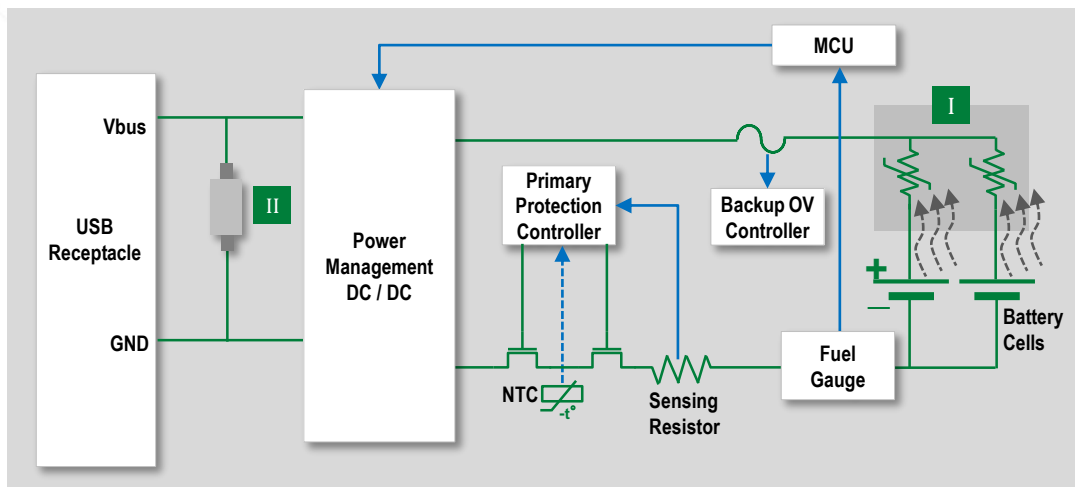 MCU
I
Vbus
Primary
Protection
Controller
II
Backup OV
Controller
USB
Receptacle
Power
Management
DC / DC
+
—
Battery
Cells
GND
Fuel
Gauge
NTC
-t°
Sensing
Resistor